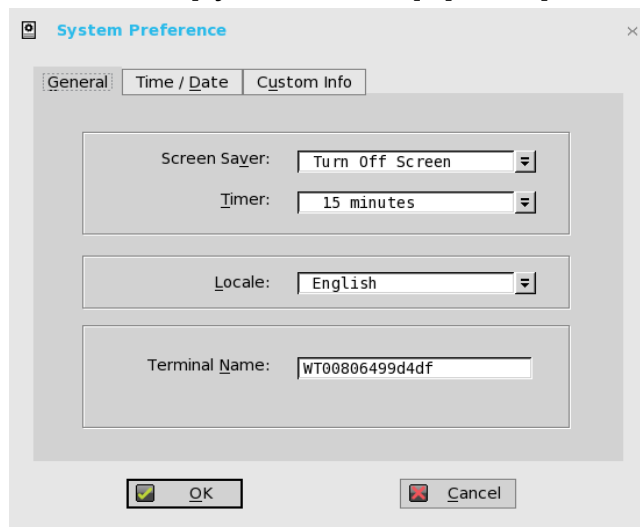 System Preference
General Time / Date Custom Info
Screen Saver: Turn Off Screen
Timer: 15 minutes
Locale: English
Terminal Name: WT00806499d4df
OK Cancel